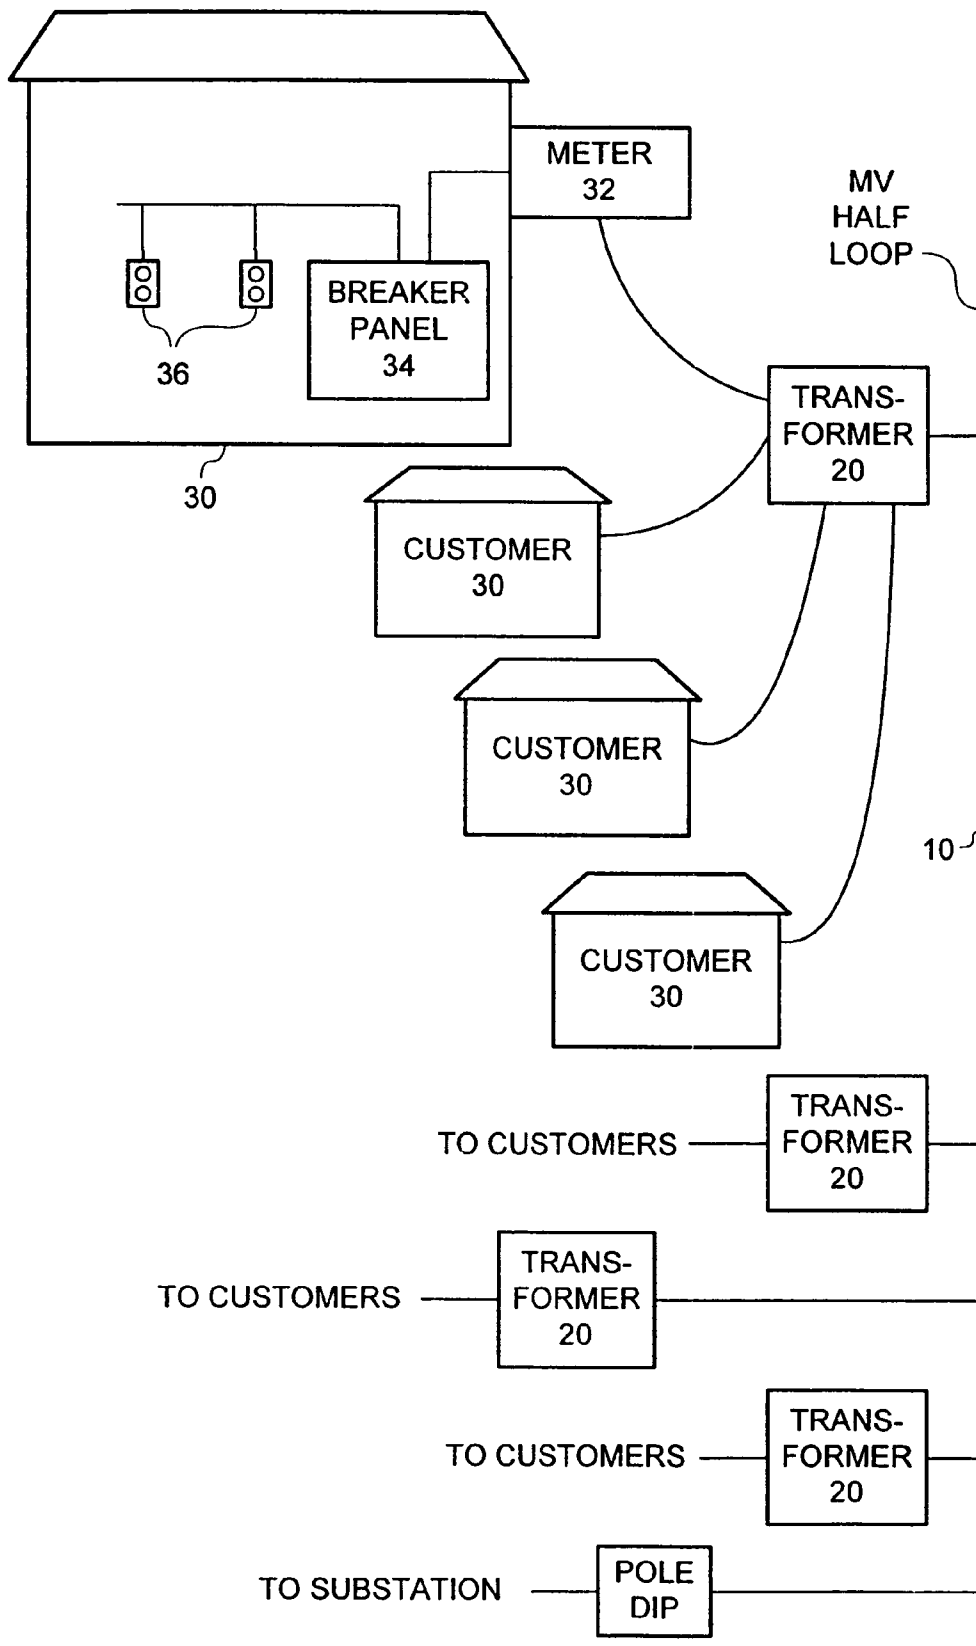 METER
32
MV
HALF
LOOP
BREAKER
PANEL
34
36
30
TRANS-
FORMER
20
CUSTOMER
30
CUSTOMER
30
10
CUSTOMER
30
TRANS-
FORMER
20
TO CUSTOMERS
TRANS-
FORMER
20
TO CUSTOMERS
TRANS-
FORMER
20
TO CUSTOMERS
POLE
DIP
TO SUBSTATION